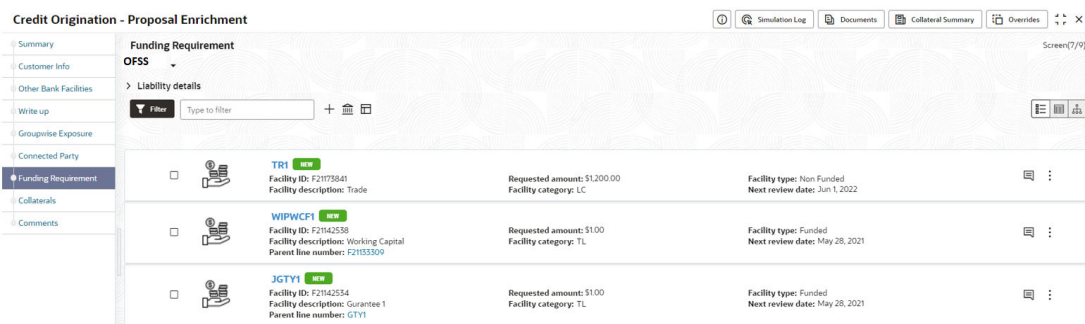 Credit Origination - Proposal Enrichment
Simulation Log
Documents
Collateral Summary
Overrides
Summary
Customer Info
Other Bank Facilities
Write up
Groupwise Exposure
Connected Party
Funding Requirement
Collaterals
Comments
Funding Requirement
Screen(7/9)
OFSS
Liability details
Filter
Type to filter
TR1 NEW
Facility ID: F21173841
Facility description: Trade
Requested amount: $1,200.00
Facility category: LC
Facility type: Non Funded
Next review date: Jun 1, 2022
WIPWCF1 NEW
Facility ID: F21142538
Facility description: Working Capital
Parent line number: F21133309
Requested amount: $1.00
Facility category: TL
Facility type: Funded
Next review date: May 28, 2021
JGTY1 NEW
Facility ID: F21142534
Facility description: Gurantee 1
Parent line number: GTY1
Requested amount: $1.00
Facility category: TL
Facility type: Funded
Next review date: May 28, 2021